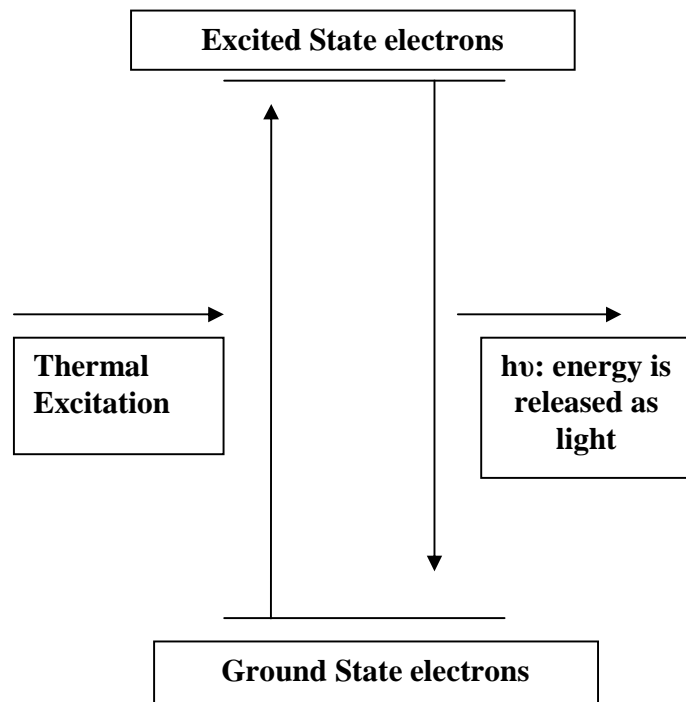 Excited State electrons
Thermal
Excitation
hυ: energy is
released as
light
Ground State electrons